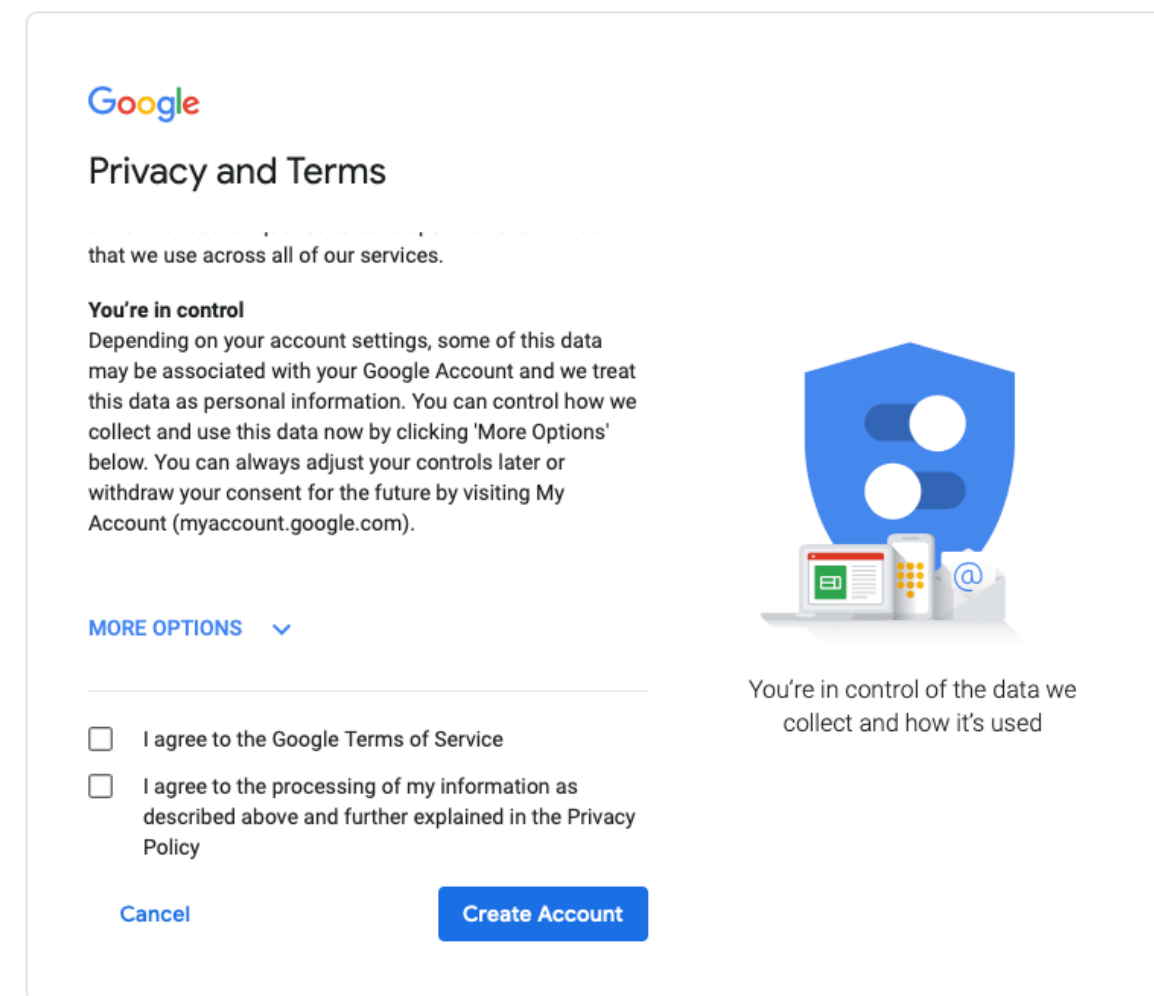 Google
Privacy and Terms
that we use across all of our services.
You're in control
Depending on your account settings, some of this data
may be associated with your Google Account and we treat
this data as personal information. You can control how we
collect and use this data now by clicking 'More Options'
below. You can always adjust your controls later or
withdraw your consent for the future by visiting My
Account (myaccount.google.com).
MORE OPTIONS
I agree to the Google Terms of Service
I agree to the processing of my information as
described above and further explained in the Privacy
Policy
Cancel
Create Account
@
You're in control of the data we
collect and how it's used